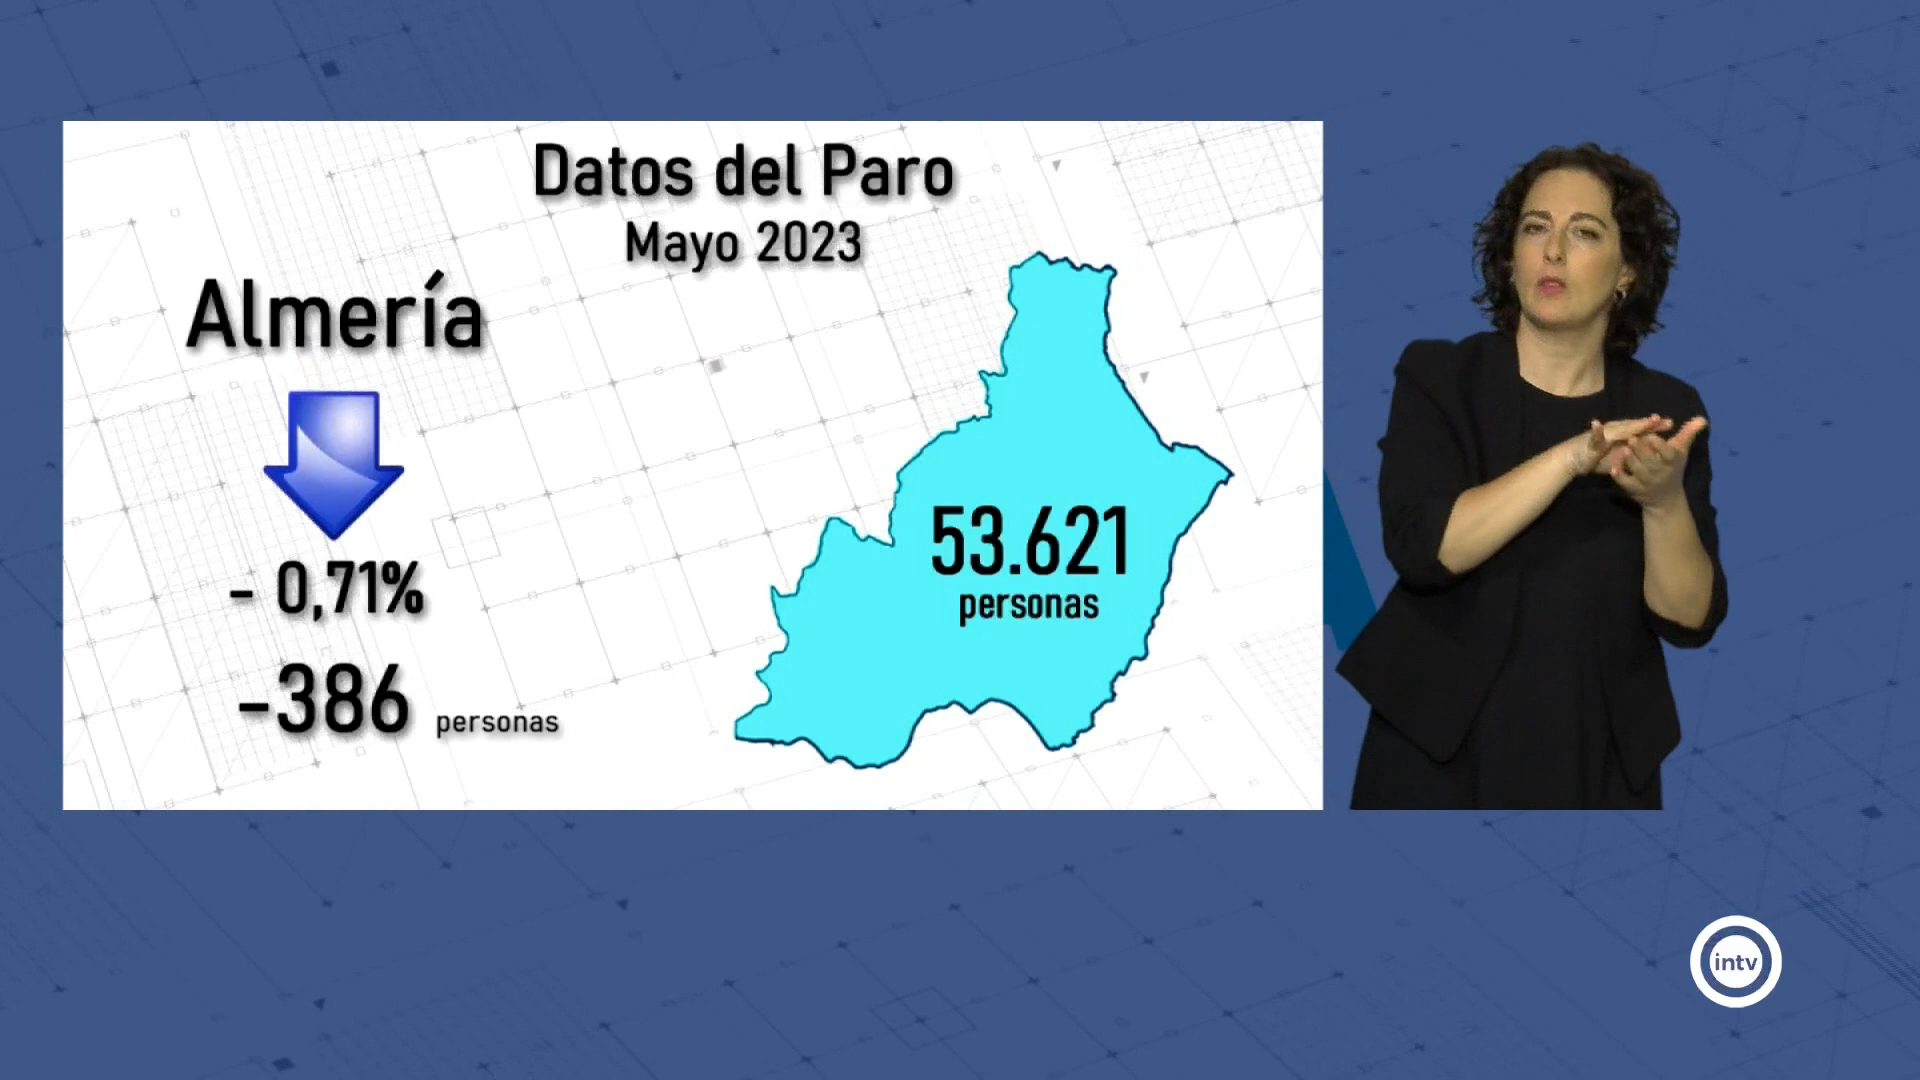 Datos del Paro
Mayo 2023
Almería
- 0,71%
-386 personas
53.621
personas
intv